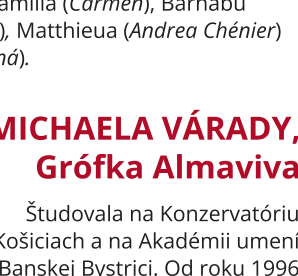 (Carmen), Barnabu
), Matthieua (Andrea Chénier)
ná).
MICHAELA VÁRADY,
Grófka Almaviva
Študovala na Konzervatóriu
Košiciach a na Akadémii umení
Banskej Bystrici. Od roku 1996